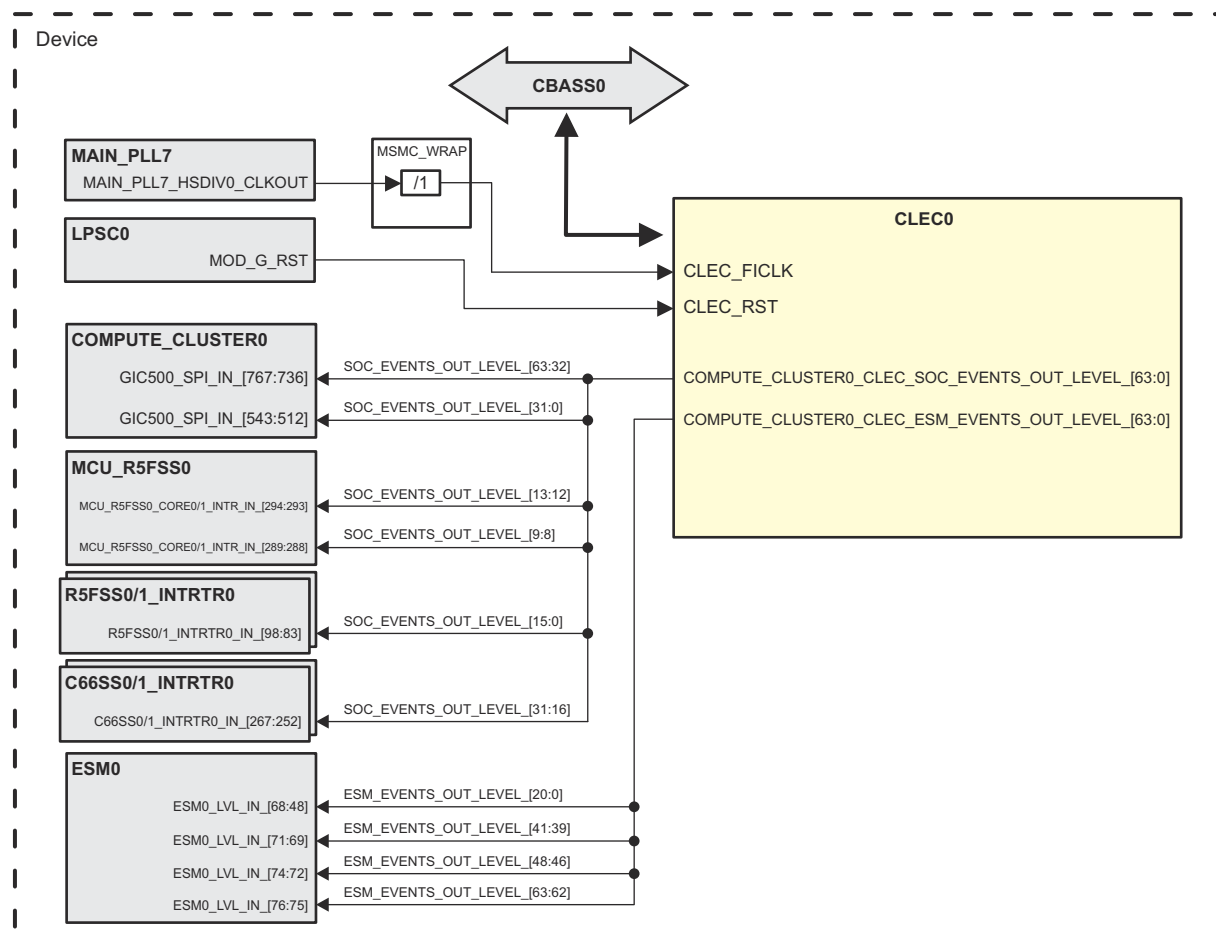 Device
CBASS0
MAIN_PLL7
MAIN_PLL7_HSDIV0_CLKOUT
MSMC_WRAP
/1
LPSC0
MOD_G_RST
CLEC0
CLEC_FICLK
CLEC_RST
COMPUTE_CLUSTER0_CLEC_SOC_EVENTS_OUT_LEVEL_[63:0]
COMPUTE_CLUSTER0_CLEC_ESM_EVENTS_OUT_LEVEL_[63:0]
COMPUTE_CLUSTER0
GIC500_SPI_IN_[767:736]
SOC_EVENTS_OUT_LEVEL_[63:32]
GIC500_SPI_IN_[543:512]
SOC_EVENTS_OUT_LEVEL_[31:0]
MCU_R5FSS0
MCU_R5FSS0_CORE0/1_INTR_IN_[294:293]
SOC_EVENTS_OUT_LEVEL_[13:12]
MCU_R5FSS0_CORE0/1_INTR_IN_[289:288]
SOC_EVENTS_OUT_LEVEL_[9:8]
R5FSS0/1_INTRTR0
R5FSS0/1_INTRTR0_IN_[98:83]
SOC_EVENTS_OUT_LEVEL_[15:0]
C66SS0/1_INTRTR0
C66SS0/1_INTRTR0_IN_[267:252]
SOC_EVENTS_OUT_LEVEL_[31:16]
ESM0
ESM0_LVL_IN_[68:48]
ESM_EVENTS_OUT_LEVEL_[20:0]
ESM0_LVL_IN_[71:69]
ESM_EVENTS_OUT_LEVEL_[41:39]
ESM0_LVL_IN_[74:72]
ESM_EVENTS_OUT_LEVEL_[48:46]
ESM0_LVL_IN_[76:75]
ESM_EVENTS_OUT_LEVEL_[63:62]